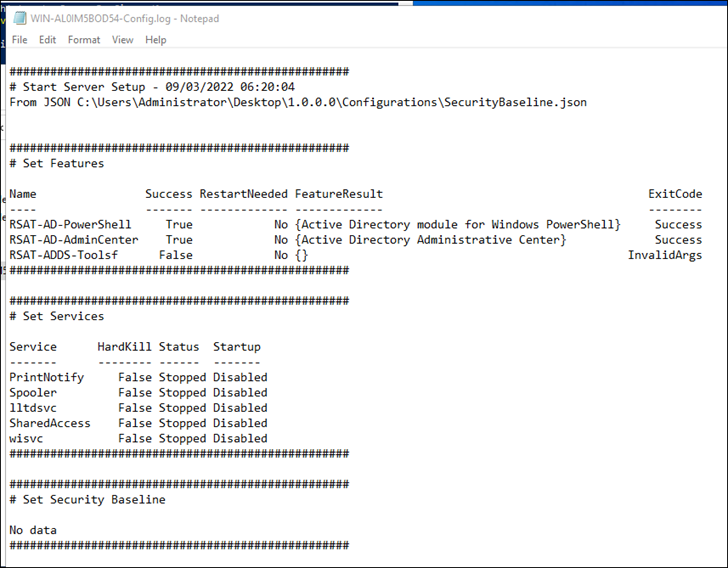 WIN-AL0IM5BOD54-Config.log - Notepad
File Edit Format View Help
##################################################
# Start Server Setup - 09/03/2022 06:20:04
From JSON C:\Users\Administrator\Desktop\1.0.0.0\Configurations\SecurityBaseline.json
##################################################
# Set Features
Name Success RestartNeeded FeatureResult ExitCode
---- ------- ------------- ------------- --------
RSAT-AD-PowerShell True No {Active Directory module for Windows PowerShell} Success
RSAT-AD-AdminCenter True No {Active Directory Administrative Center} Success
RSAT-ADDS-Toolsf False No {} InvalidArgs
##################################################
##################################################
# Set Services
Service HardKill Status Startup
------- -------- ------ -------
PrintNotify False Stopped Disabled
Spooler False Stopped Disabled
lltdsvc False Stopped Disabled
SharedAccess False Stopped Disabled
wisvc False Stopped Disabled
##################################################
##################################################
# Set Security Baseline
No data
##################################################